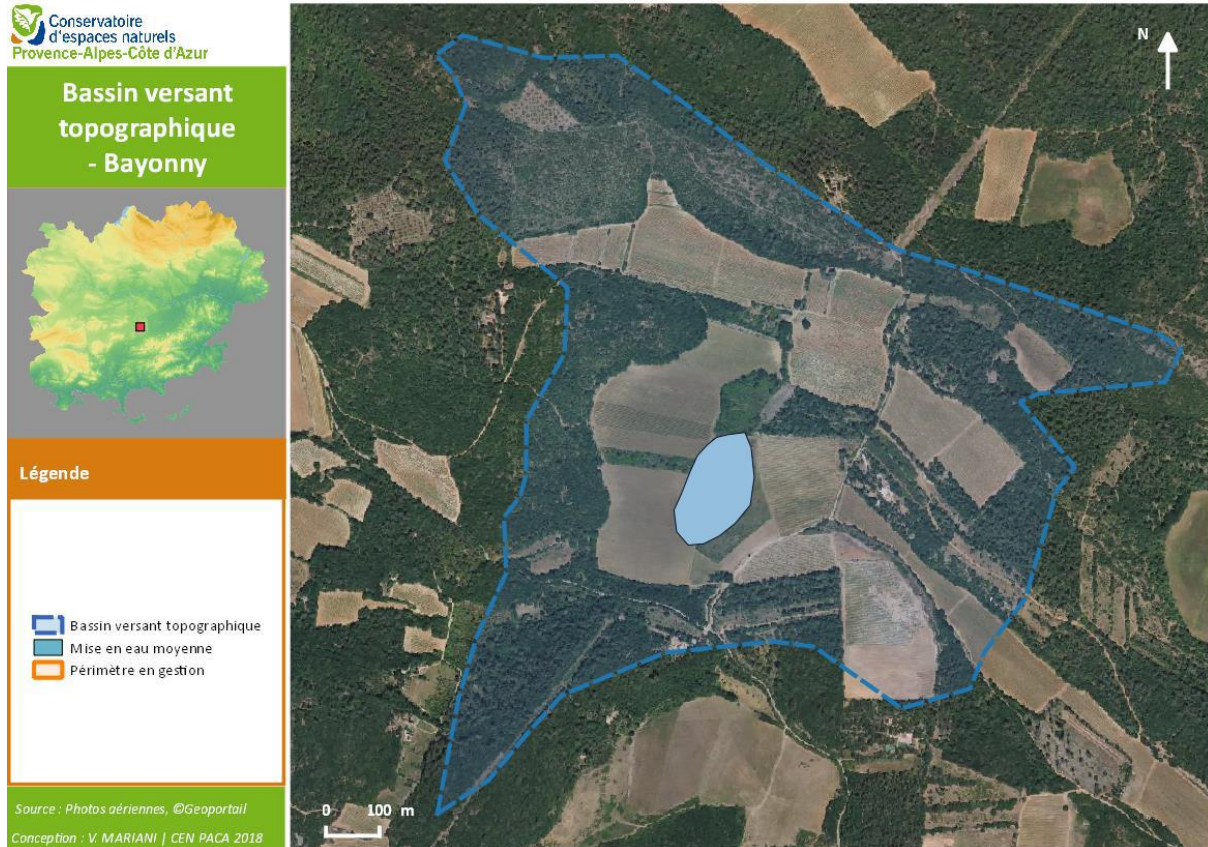 Conservatoire
d'espaces naturels
Provence-Alpes-Côte d'Azur
Bassin versant
topographique
- Bayonny
Légende
Bassin versant topographique
Mise en eau moyenne
Périmètre en gestion
Source : Photos aériennes, ©Geoportail
Conception : V. MARIANI | CEN PACA 2018
N
0 100 m